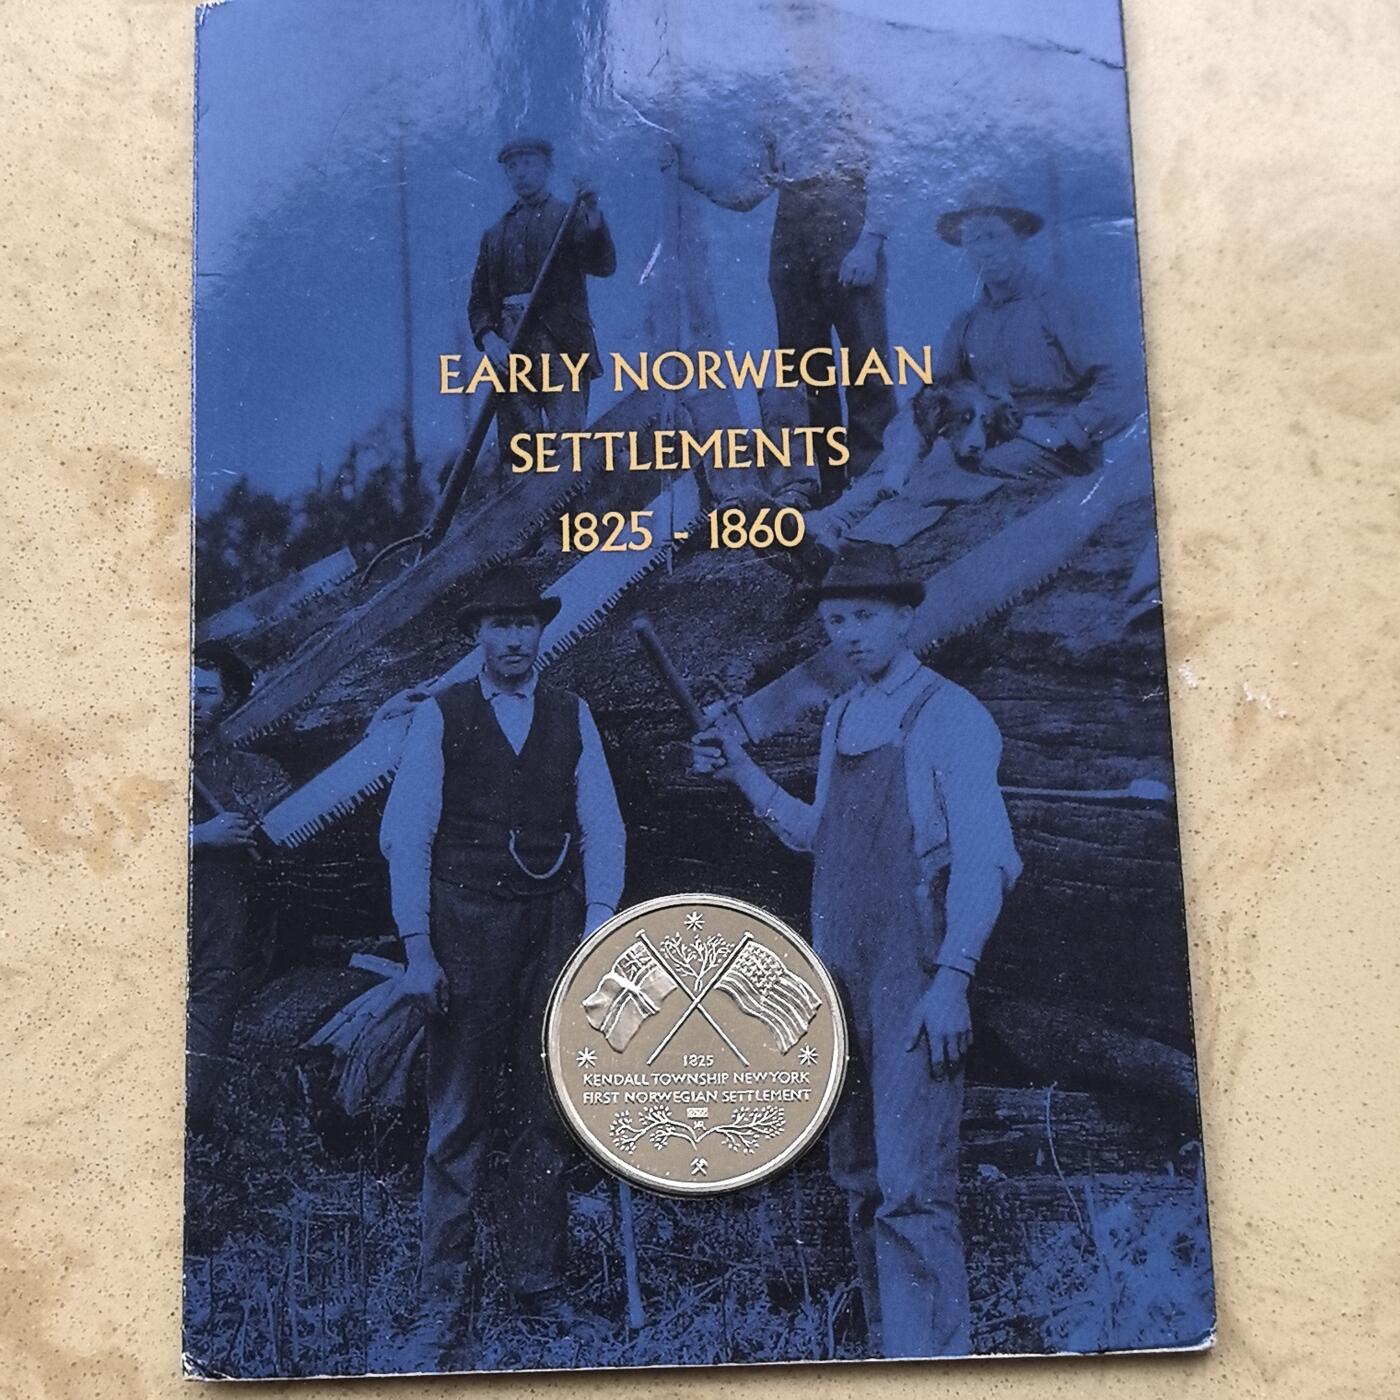 EARLY NORWEGIAN
SETTLEMENTS
1825 - 1860
1825
KENDALL TOWNSHIP NEW YORK
FIRST NORWEGIAN SETTLEMENT